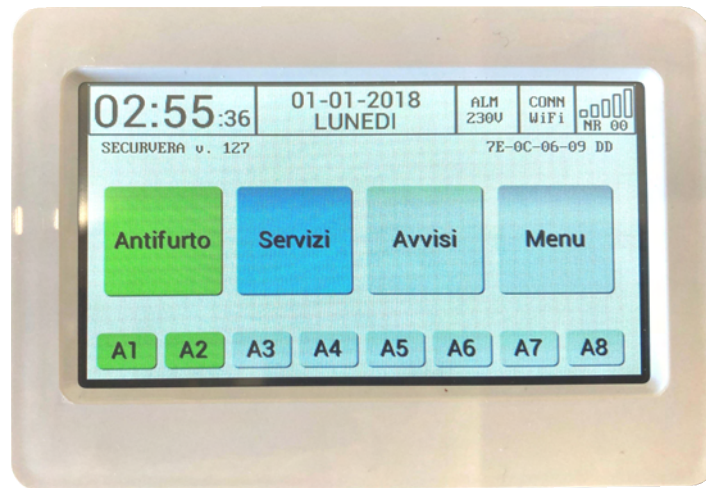 02:55:36
01-01-2018
LUNEDI
ALM
230V
CONN
WiFi
NR 00
SECURVERA v. 127
7E-0C-06-09 DD
Antifurto
Servizi
Avvisi
Menu
A1
A2
A3
A4
A5
A6
A7
A8